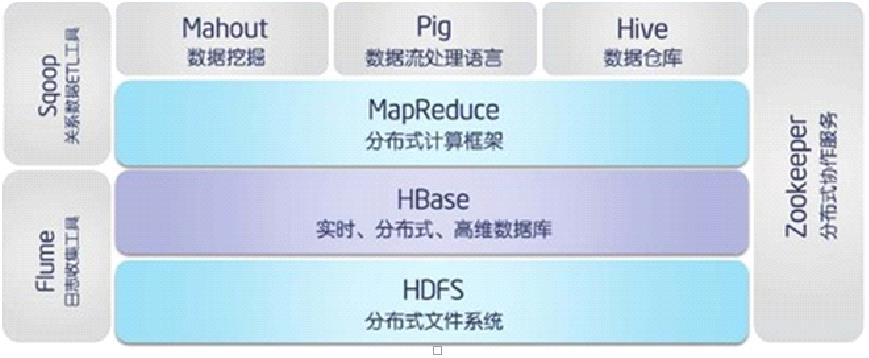 Sqoop
关系数据ETL工具
Mahout
数据挖掘
Pig
数据流处理语言
Hive
数据仓库
MapReduce
分布式计算框架
Flume
日志收集工具
HBase
实时、分布式、高维数据库
HDFS
分布式文件系统
Zookeeper
分布式协作服务